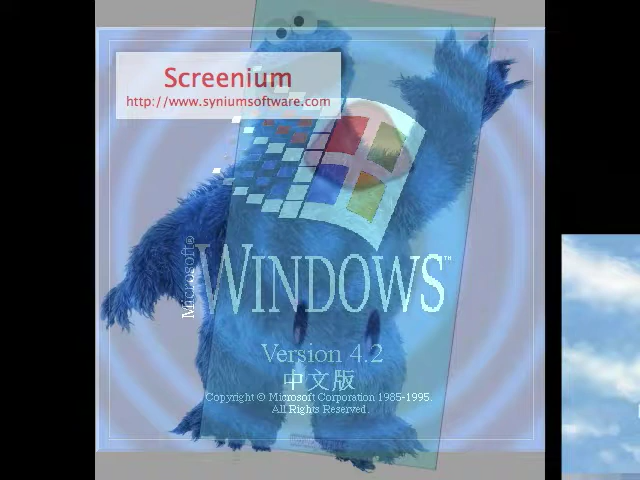 Screenium
http://www.syniumsoftware.com
Microsoft®
WINDOWS™
Version 4.2
中文版
Copyright © Microsoft Corporation 1985-1995.
All Rights Reserved.